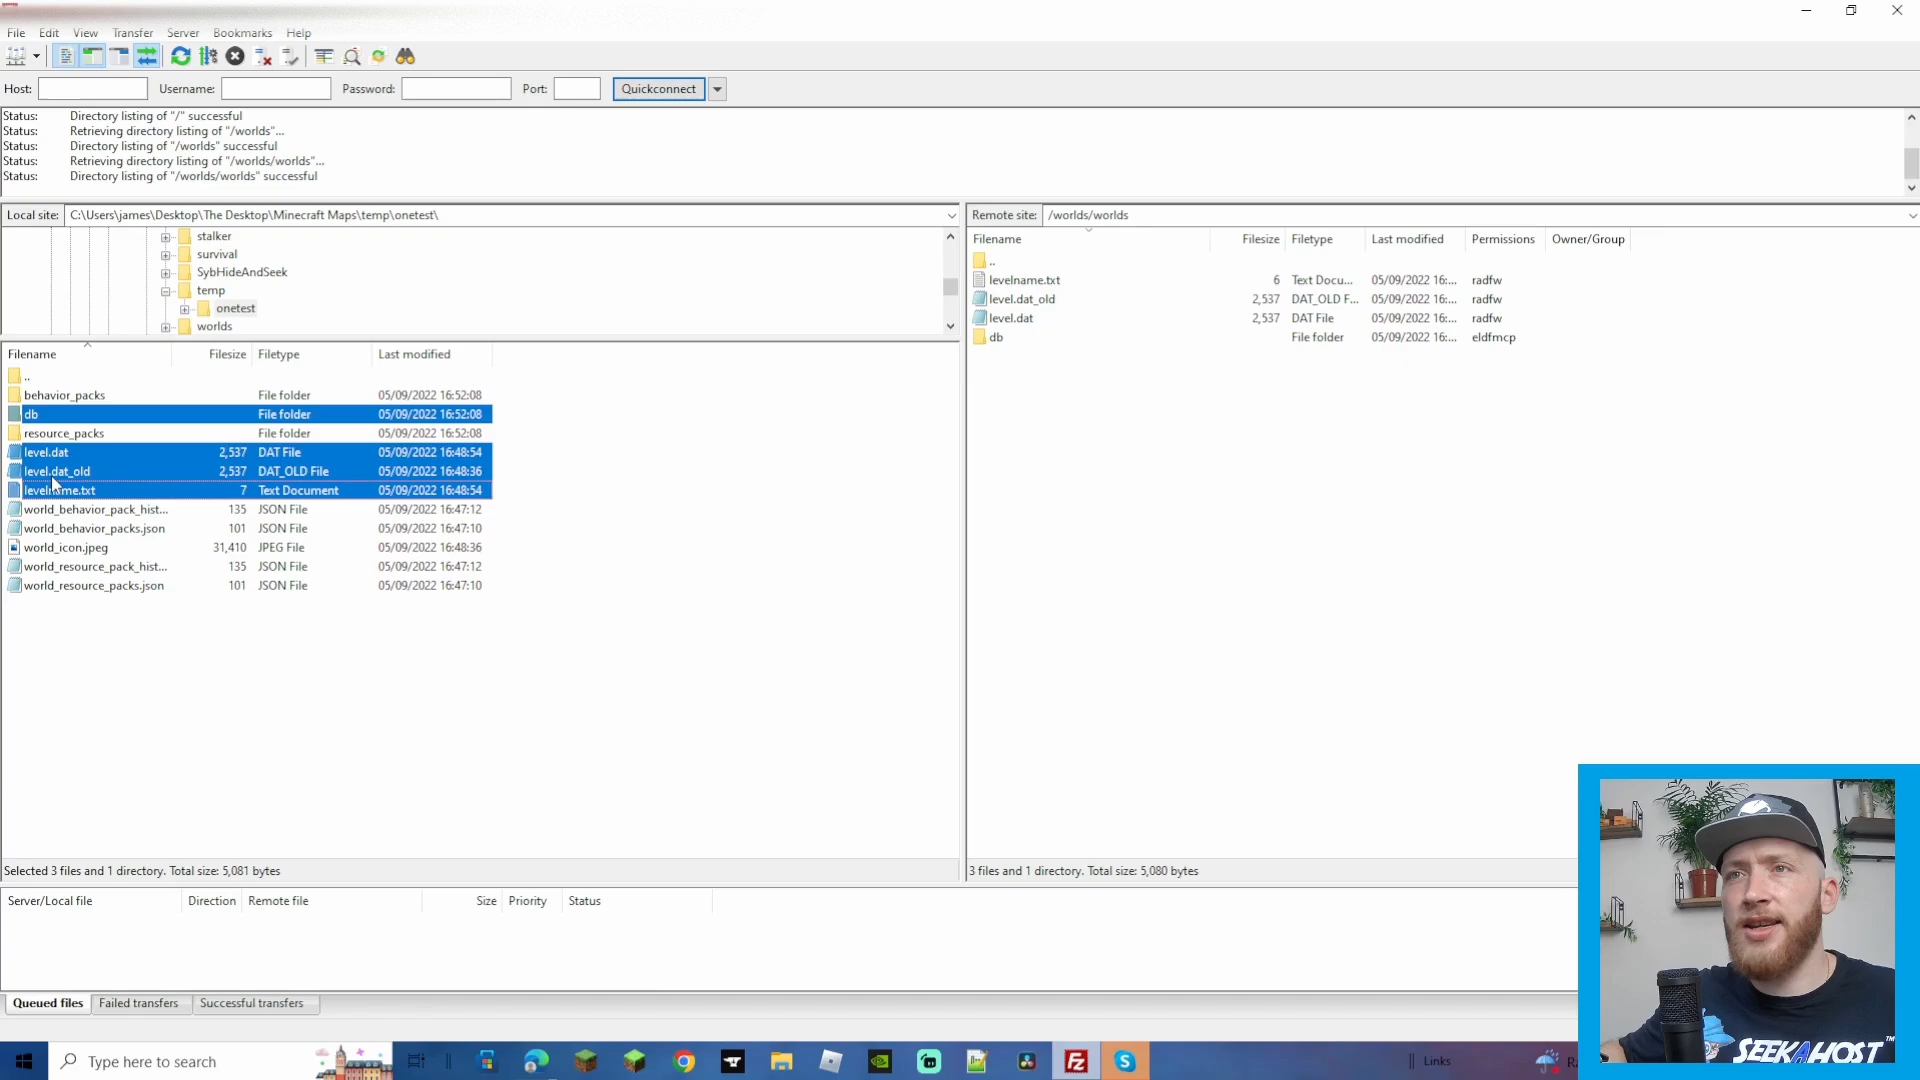 File Edit View Transfer Server Bookmarks Help
Host: Username: Password: Port: Quickconnect
Status: Directory listing of "/" successful
Status: Retrieving directory listing of "/worlds"...
Status: Directory listing of "/worlds" successful
Status: Retrieving directory listing of "/worlds/worlds"...
Status: Directory listing of "/worlds/worlds" successful
Local site: C:\Users\james\Desktop\The Desktop\Minecraft Maps\temp\onetest\
stalker
survival
SybHideAndSeek
temp
onetest
worlds
Filename Filesize Filetype Last modified
..
behavior_packs File folder 05/09/2022 16:52:08
db File folder 05/09/2022 16:52:08
resource_packs File folder 05/09/2022 16:52:08
level.dat 2,537 DAT File 05/09/2022 16:48:54
level.dat_old 2,537 DAT_OLD File 05/09/2022 16:48:36
levelname.txt 7 Text Document 05/09/2022 16:48:54
world_behavior_pack_hist... 135 JSON File 05/09/2022 16:47:12
world_behavior_packs.json 101 JSON File 05/09/2022 16:47:10
world_icon.jpeg 31,410 JPEG File 05/09/2022 16:48:36
world_resource_pack_hist... 135 JSON File 05/09/2022 16:47:12
world_resource_packs.json 101 JSON File 05/09/2022 16:47:10
Selected 3 files and 1 directory. Total size: 5,081 bytes
Remote site: /worlds/worlds
Filename Filesize Filetype Last modified Permissions Owner/Group
..
levelname.txt 6 Text Docu... 05/09/2022 16:... radfw
level.dat_old 2,537 DAT_OLD F... 05/09/2022 16:... radfw
level.dat 2,537 DAT File 05/09/2022 16:... radfw
db File folder 05/09/2022 16:... eldfmcp
3 files and 1 directory. Total size: 5,080 bytes
Server/Local file Direction Remote file Size Priority Status
Queued files Failed transfers Successful transfers
SEEKAHOST™
Type here to search
Fz
S
Links